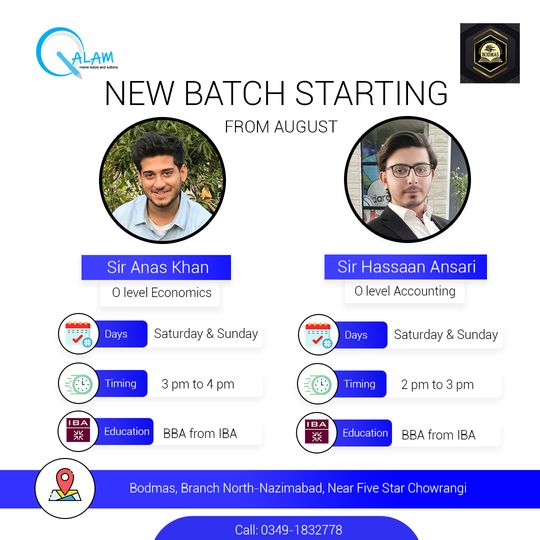 QALAM
Home tutors and tuitions
BODMAS
NEW BATCH STARTING
FROM AUGUST
Sir Anas Khan
O level Economics
Days
Saturday & Sunday
Timing
3 pm to 4 pm
IBA
Education
BBA from IBA
Sir Hassaan Ansari
O level Accounting
Days
Saturday & Sunday
Timing
2 pm to 3 pm
IBA
Education
BBA from IBA
Bodmas, Branch North-Nazimabad, Near Five Star Chowrangi
Call: 0349-1832778